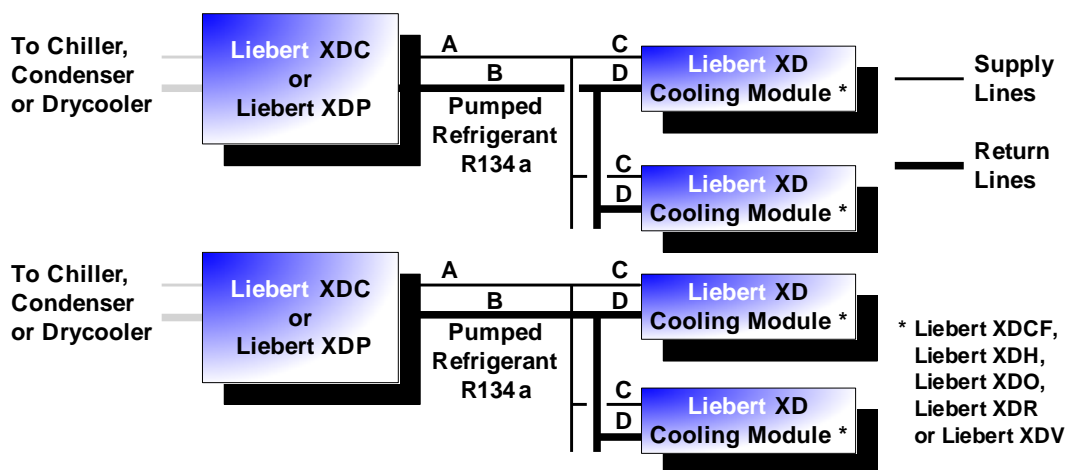 To Chiller,
Condenser
or Drycooler
Liebert XDC
or
Liebert XDP
A
B
Pumped
Refrigerant
R134a
C
D
Liebert XD
Cooling Module *
C
D
Liebert XD
Cooling Module *
Supply
Lines
Return
Lines
To Chiller,
Condenser
or Drycooler
Liebert XDC
or
Liebert XDP
A
B
Pumped
Refrigerant
R134a
C
D
Liebert XD
Cooling Module *
C
D
Liebert XD
Cooling Module *
* Liebert XDCF,
Liebert XDH,
Liebert XDO,
Liebert XDR
or Liebert XDV